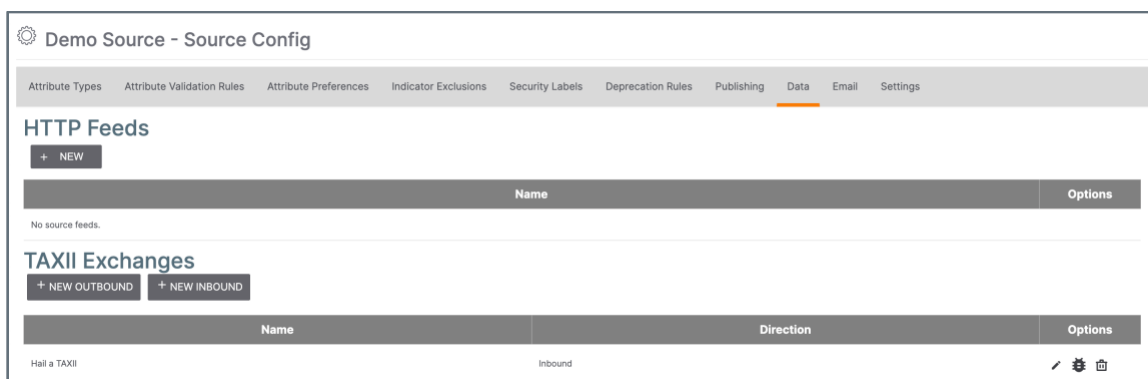 Demo Source - Source Config
Attribute Types Attribute Validation Rules Attribute Preferences Indicator Exclusions Security Labels Deprecation Rules Publishing Data Email Settings
HTTP Feeds
+ NEW
Name Options
No source feeds.
TAXII Exchanges
+ NEW OUTBOUND + NEW INBOUND
Name Direction Options
Hail a TAXII Inbound